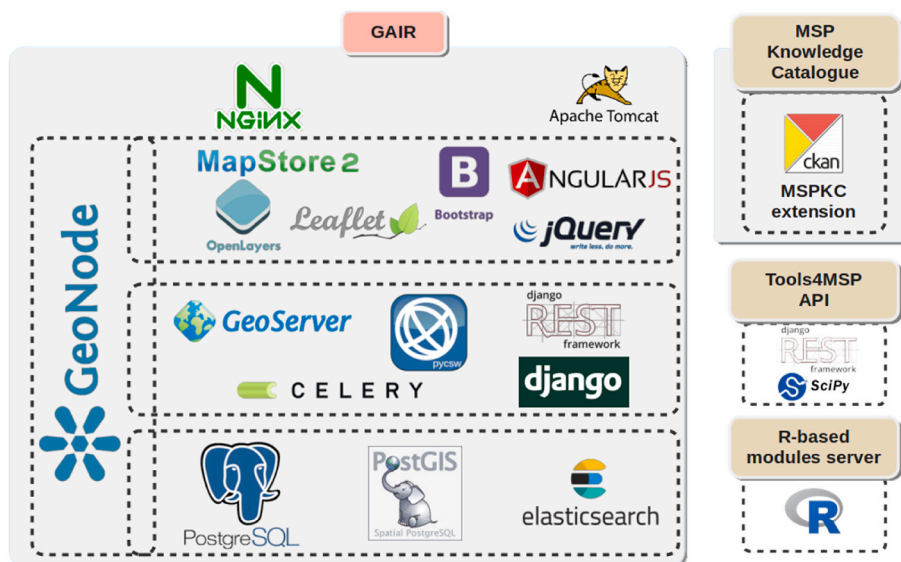 GAIR
NGiNX
Apache Tomcat
GeoNode
MapStore 2
OpenLayers
Leaflet
B
Bootstrap
ANGULARJS
jQuery
write less, do more.
GeoServer
pycsw
CELERY
django
REST
framework
django
PostgreSQL
PostGIS
Spatial PostgreSQL
elasticsearch
MSP
Knowledge
Catalogue
ckan
MSPKC
extension
Tools4MSP
API
django
REST
framework
SciPy
R-based
modules server
R